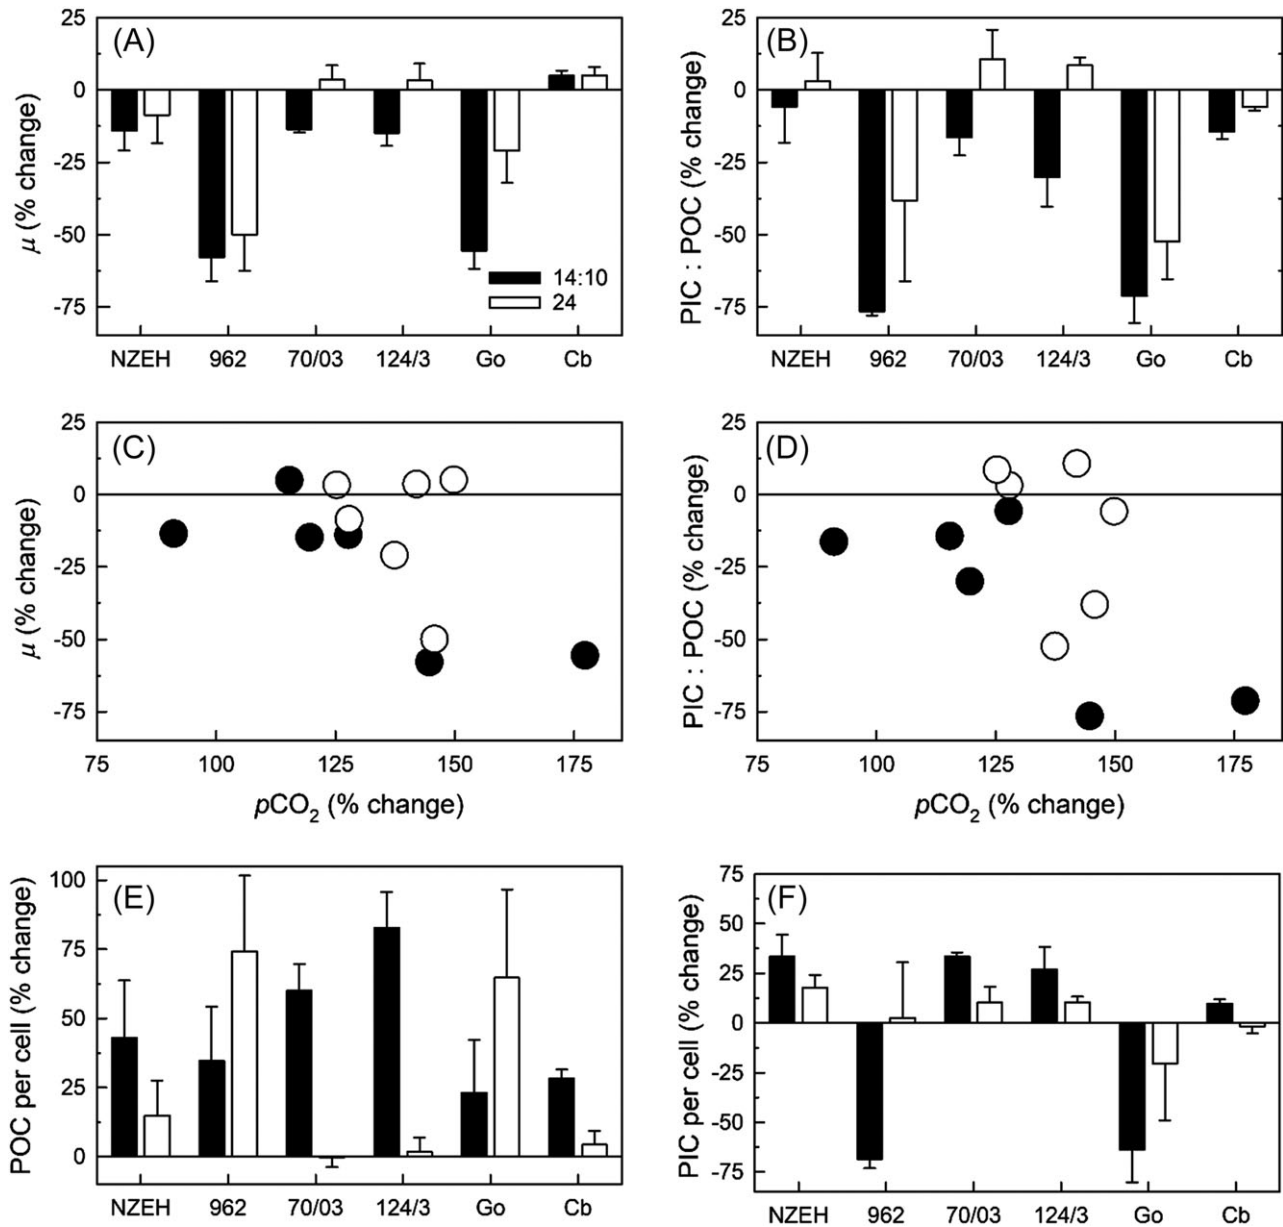 (A)
25
0
-25
-50
-75
μ (% change)
14:10
24
NZEH 962 70/03 124/3 Go Cb
(B)
25
0
-25
-50
-75
PIC : POC (% change)
NZEH 962 70/03 124/3 Go Cb
(C)
25
0
-25
-50
-75
μ (% change)
75 100 125 150 175
pCO₂ (% change)
(D)
25
0
-25
-50
-75
PIC : POC (% change)
75 100 125 150 175
pCO₂ (% change)
(E)
100
75
50
25
0
POC per cell (% change)
NZEH 962 70/03 124/3 Go Cb
(F)
75
50
25
0
-25
-50
-75
PIC per cell (% change)
NZEH 962 70/03 124/3 Go Cb